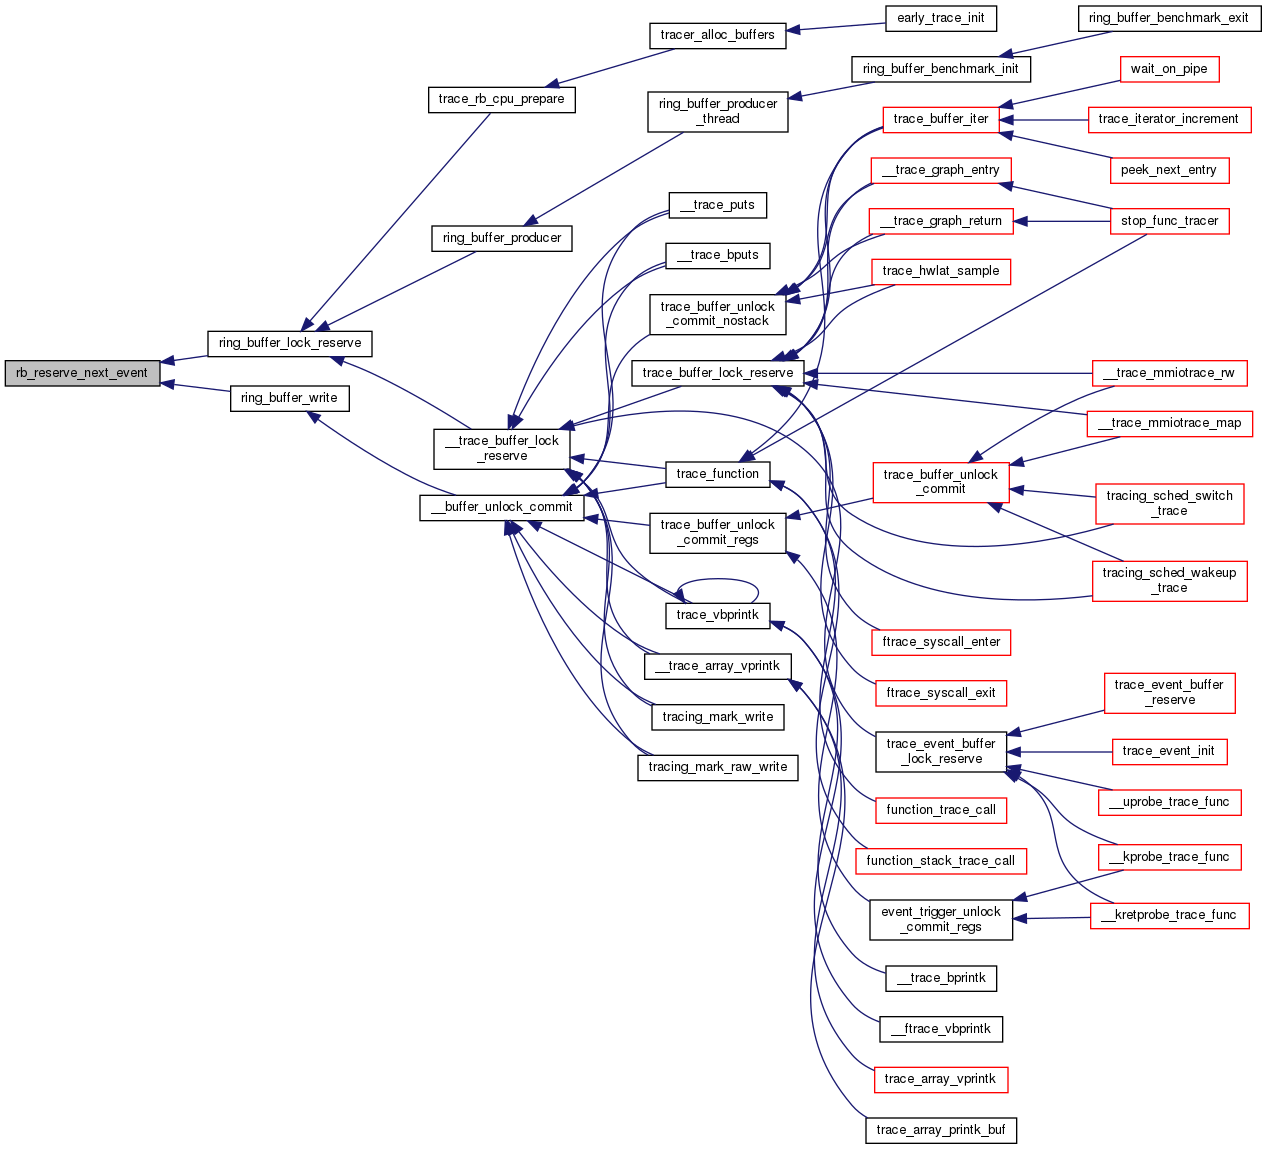 rb_reserve_next_event
ring_buffer_lock_reserve
ring_buffer_write
trace_rb_cpu_prepare
ring_buffer_producer
__trace_buffer_lock
_reserve
__buffer_unlock_commit
tracer_alloc_buffers
ring_buffer_producer
_thread
__trace_puts
__trace_bputs
trace_buffer_unlock
_commit_nostack
trace_buffer_lock_reserve
trace_function
trace_buffer_unlock
_commit_regs
trace_vbprintk
__trace_array_vprintk
tracing_mark_write
tracing_mark_raw_write
early_trace_init
ring_buffer_benchmark_init
trace_buffer_iter
__trace_graph_entry
__trace_graph_return
trace_hwlat_sample
trace_buffer_unlock
_commit
ftrace_syscall_enter
ftrace_syscall_exit
trace_event_buffer
_lock_reserve
function_trace_call
function_stack_trace_call
event_trigger_unlock
_commit_regs
__trace_bprintk
__ftrace_vbprintk
trace_array_vprintk
trace_array_printk_buf
ring_buffer_benchmark_exit
wait_on_pipe
trace_iterator_increment
peek_next_entry
stop_func_tracer
__trace_mmiotrace_rw
__trace_mmiotrace_map
tracing_sched_switch
_trace
tracing_sched_wakeup
_trace
trace_event_buffer
_reserve
trace_event_init
__uprobe_trace_func
__kprobe_trace_func
__kretprobe_trace_func